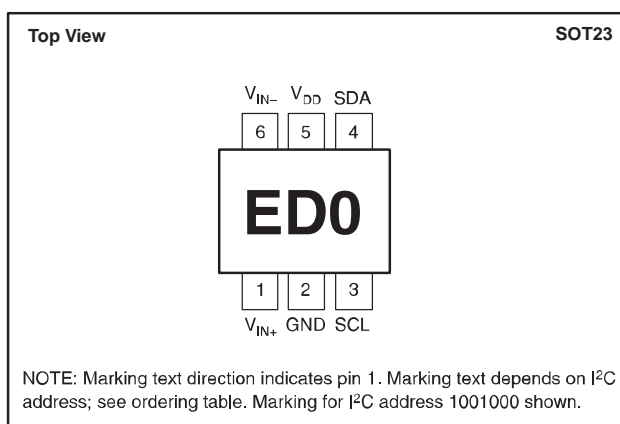 Top View SOT23
V_IN– V_DD SDA
6 5 4
ED0
1 2 3
V_IN+ GND SCL
NOTE: Marking text direction indicates pin 1. Marking text depends on I²C
address; see ordering table. Marking for I²C address 1001000 shown.